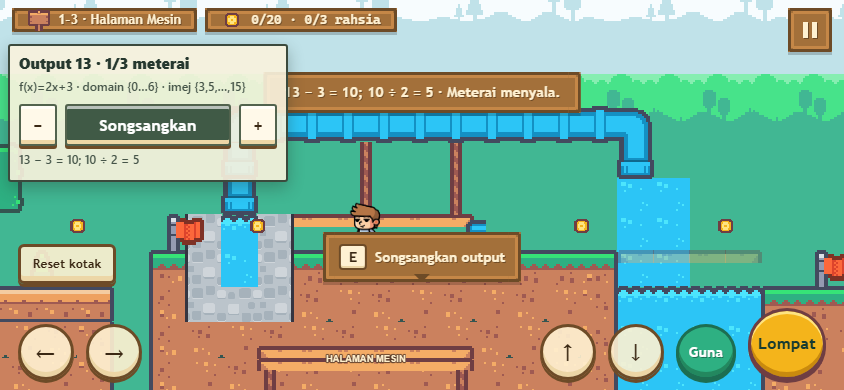 1-3 · Halaman Mesin
0/20 · 0/3 rahsia
Output 13 · 1/3 meterai
f(x)=2x+3 · domain {0...6} · imej {3,5,...,15}
− Songsangkan +
13 − 3 = 10; 10 ÷ 2 = 5
13 − 3 = 10; 10 ÷ 2 = 5 · Meterai menyala.
Reset kotak
E Songsangkan output
HALAMAN MESIN
← → ↑ ↓ Guna Lompat